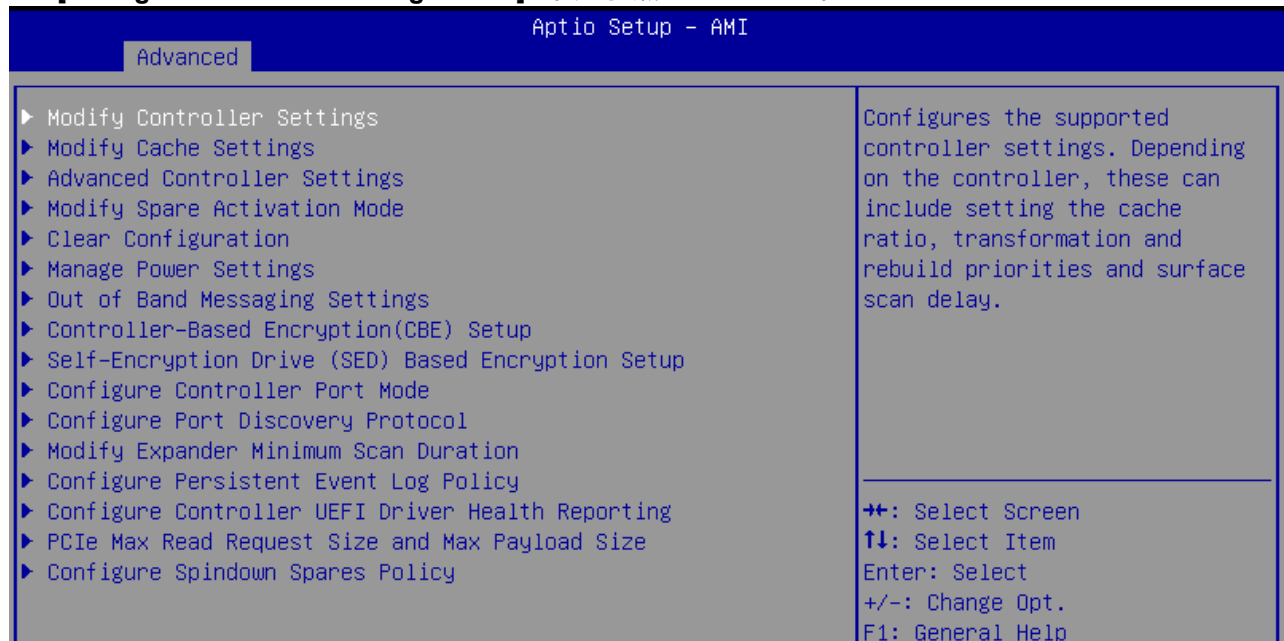 Aptio Setup – AMI
Advanced
▶ Modify Controller Settings
▶ Modify Cache Settings
▶ Advanced Controller Settings
▶ Modify Spare Activation Mode
▶ Clear Configuration
▶ Manage Power Settings
▶ Out of Band Messaging Settings
▶ Controller-Based Encryption(CBE) Setup
▶ Self-Encryption Drive (SED) Based Encryption Setup
▶ Configure Controller Port Mode
▶ Configure Port Discovery Protocol
▶ Modify Expander Minimum Scan Duration
▶ Configure Persistent Event Log Policy
▶ Configure Controller UEFI Driver Health Reporting
▶ PCIe Max Read Request Size and Max Payload Size
▶ Configure Spindown Spares Policy
Configures the supported
controller settings. Depending
on the controller, these can
include setting the cache
ratio, transformation and
rebuild priorities and surface
scan delay.
→←: Select Screen
↑↓: Select Item
Enter: Select
+/-: Change Opt.
F1: General Help